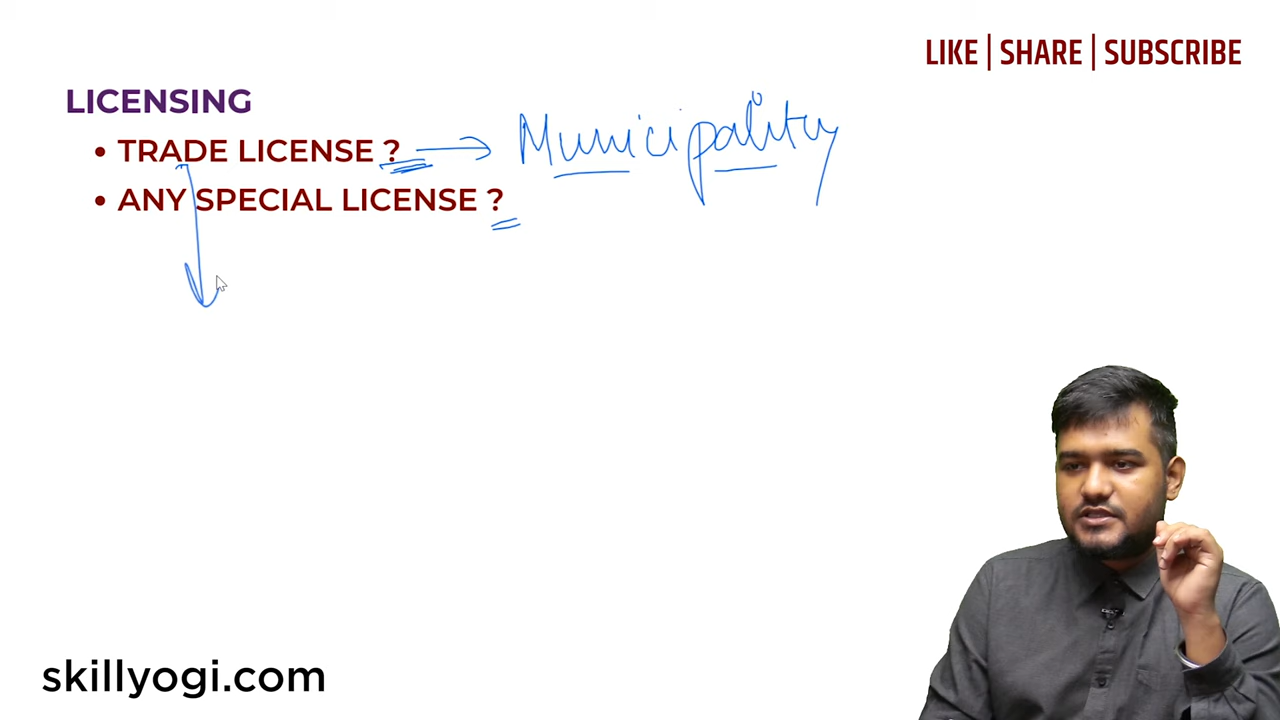 LIKE | SHARE | SUBSCRIBE
LICENSING
• TRADE LICENSE ? → Municipality
• ANY SPECIAL LICENSE ?
skillyogi.com